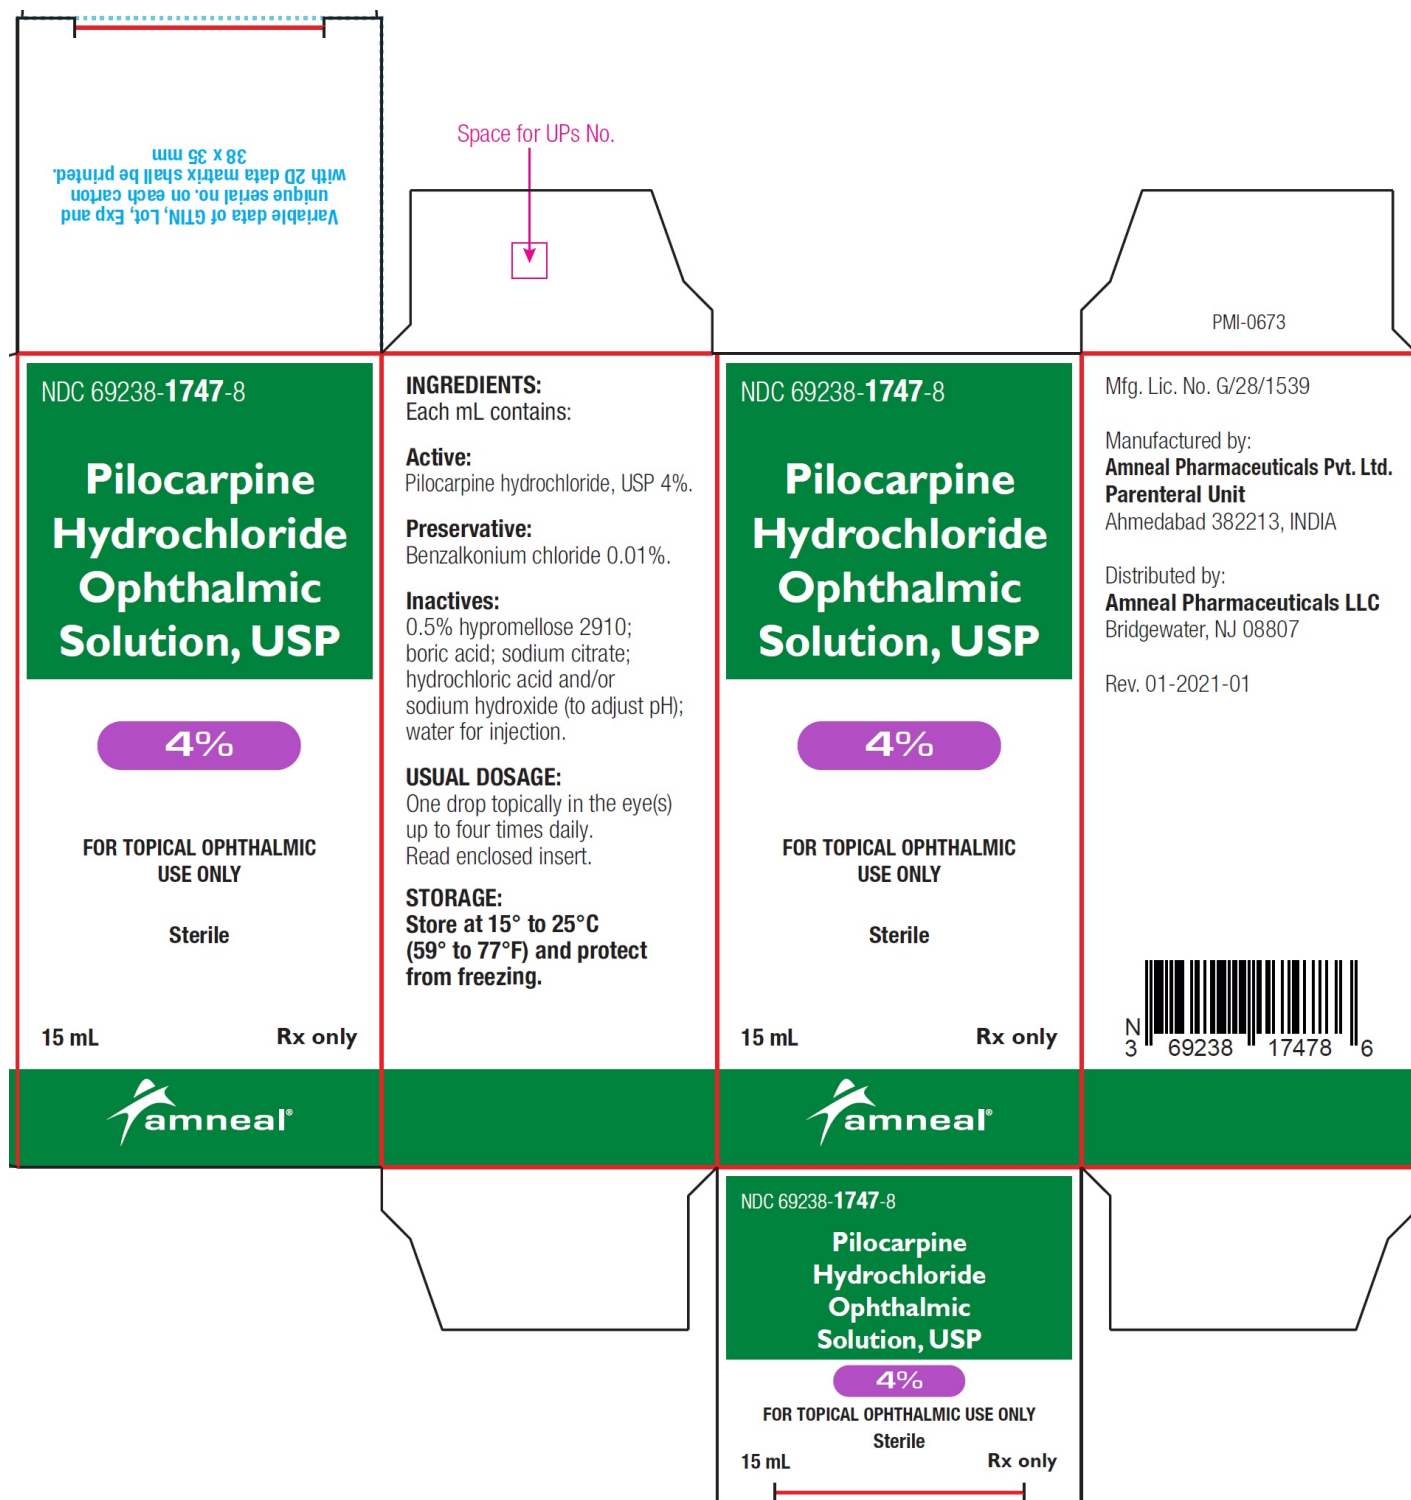 Variable data of GTIN, Lot, Exp and
unique serial no. on each carton
with 2D data matrix shall be printed.
38 x 35 mm
Space for UPs No.
PMI-0673
NDC 69238-1747-8
Pilocarpine
Hydrochloride
Ophthalmic
Solution, USP
4%
FOR TOPICAL OPHTHALMIC
USE ONLY
Sterile
15 mL
Rx only
amneal®
INGREDIENTS:
Each mL contains:
Active:
Pilocarpine hydrochloride, USP 4%.
Preservative:
Benzalkonium chloride 0.01%.
Inactives:
0.5% hypromellose 2910;
boric acid; sodium citrate;
hydrochloric acid and/or
sodium hydroxide (to adjust pH);
water for injection.
USUAL DOSAGE:
One drop topically in the eye(s)
up to four times daily.
Read enclosed insert.
STORAGE:
Store at 15° to 25°C
(59° to 77°F) and protect
from freezing.
NDC 69238-1747-8
Pilocarpine
Hydrochloride
Ophthalmic
Solution, USP
4%
FOR TOPICAL OPHTHALMIC
USE ONLY
Sterile
15 mL
Rx only
amneal®
Mfg. Lic. No. G/28/1539
Manufactured by:
Amneal Pharmaceuticals Pvt. Ltd.
Parenteral Unit
Ahmedabad 382213, INDIA
Distributed by:
Amneal Pharmaceuticals LLC
Bridgewater, NJ 08807
Rev. 01-2021-01
N
3 69238 17478 6
NDC 69238-1747-8
Pilocarpine
Hydrochloride
Ophthalmic
Solution, USP
4%
FOR TOPICAL OPHTHALMIC USE ONLY
Sterile
15 mL
Rx only